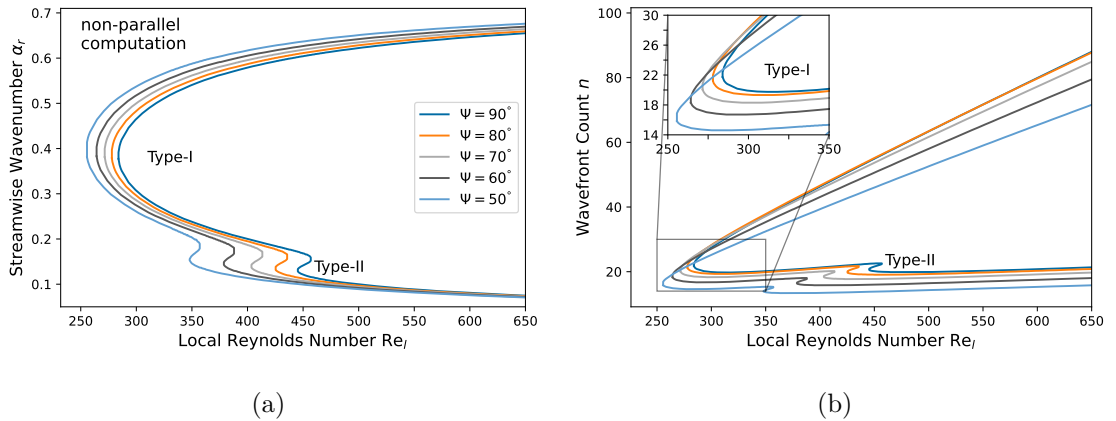 non-parallel
computation
0.7
0.6
0.5
0.4
0.3
0.2
0.1
Streamwise Wavenumber αr
Type-I
Type-II
Ψ = 90°
Ψ = 80°
Ψ = 70°
Ψ = 60°
Ψ = 50°
250 300 350 400 450 500 550 600 650
Local Reynolds Number Rel
(a)
100
80
60
40
20
Wavefront Count n
30
26
22
18
14
250 300 350
Type-I
Type-II
250 300 350 400 450 500 550 600 650
Local Reynolds Number Rel
(b)